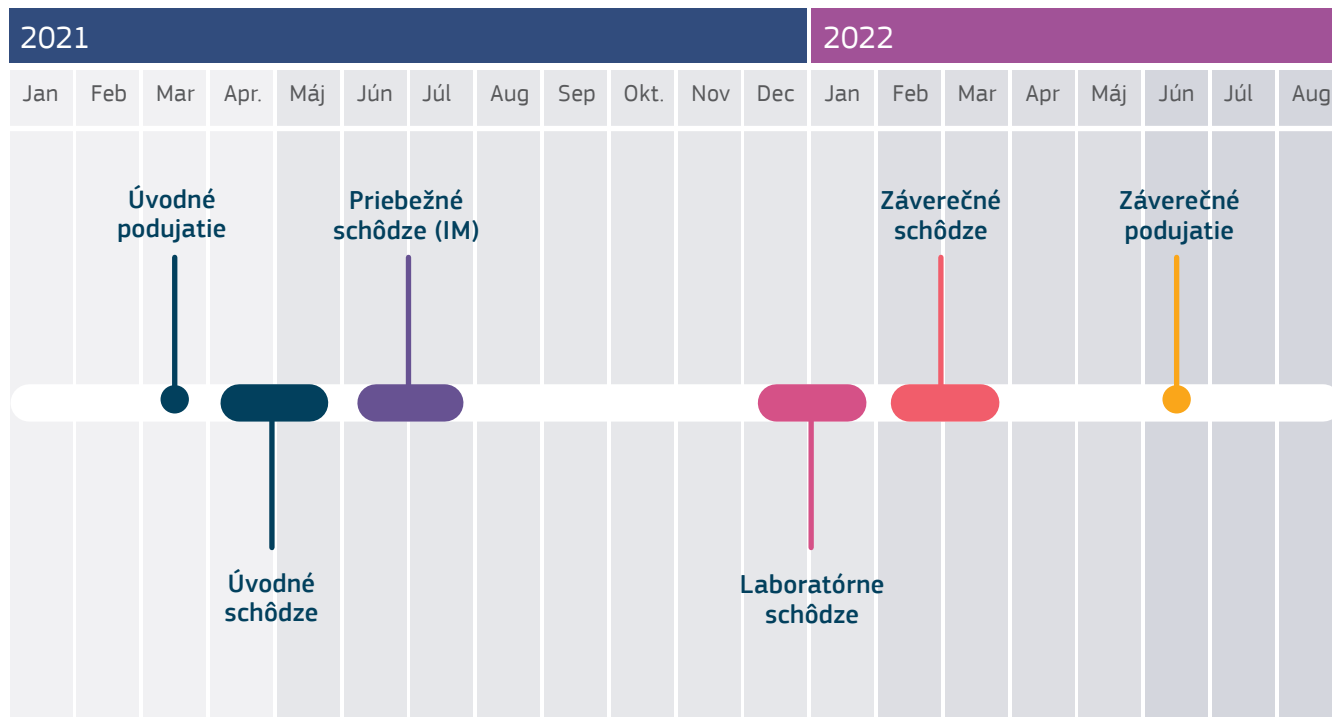 2021
2022
Jan
Feb
Mar
Apr.
Máj
Jún
Júl
Aug
Sep
Okt.
Nov
Dec
Jan
Feb
Mar
Apr
Máj
Jún
Júl
Aug
Úvodné
podujatie
Priebežné
schôdze (IM)
Záverečné
schôdze
Záverečné
podujatie
Úvodné
schôdze
Laboratórne
schôdze